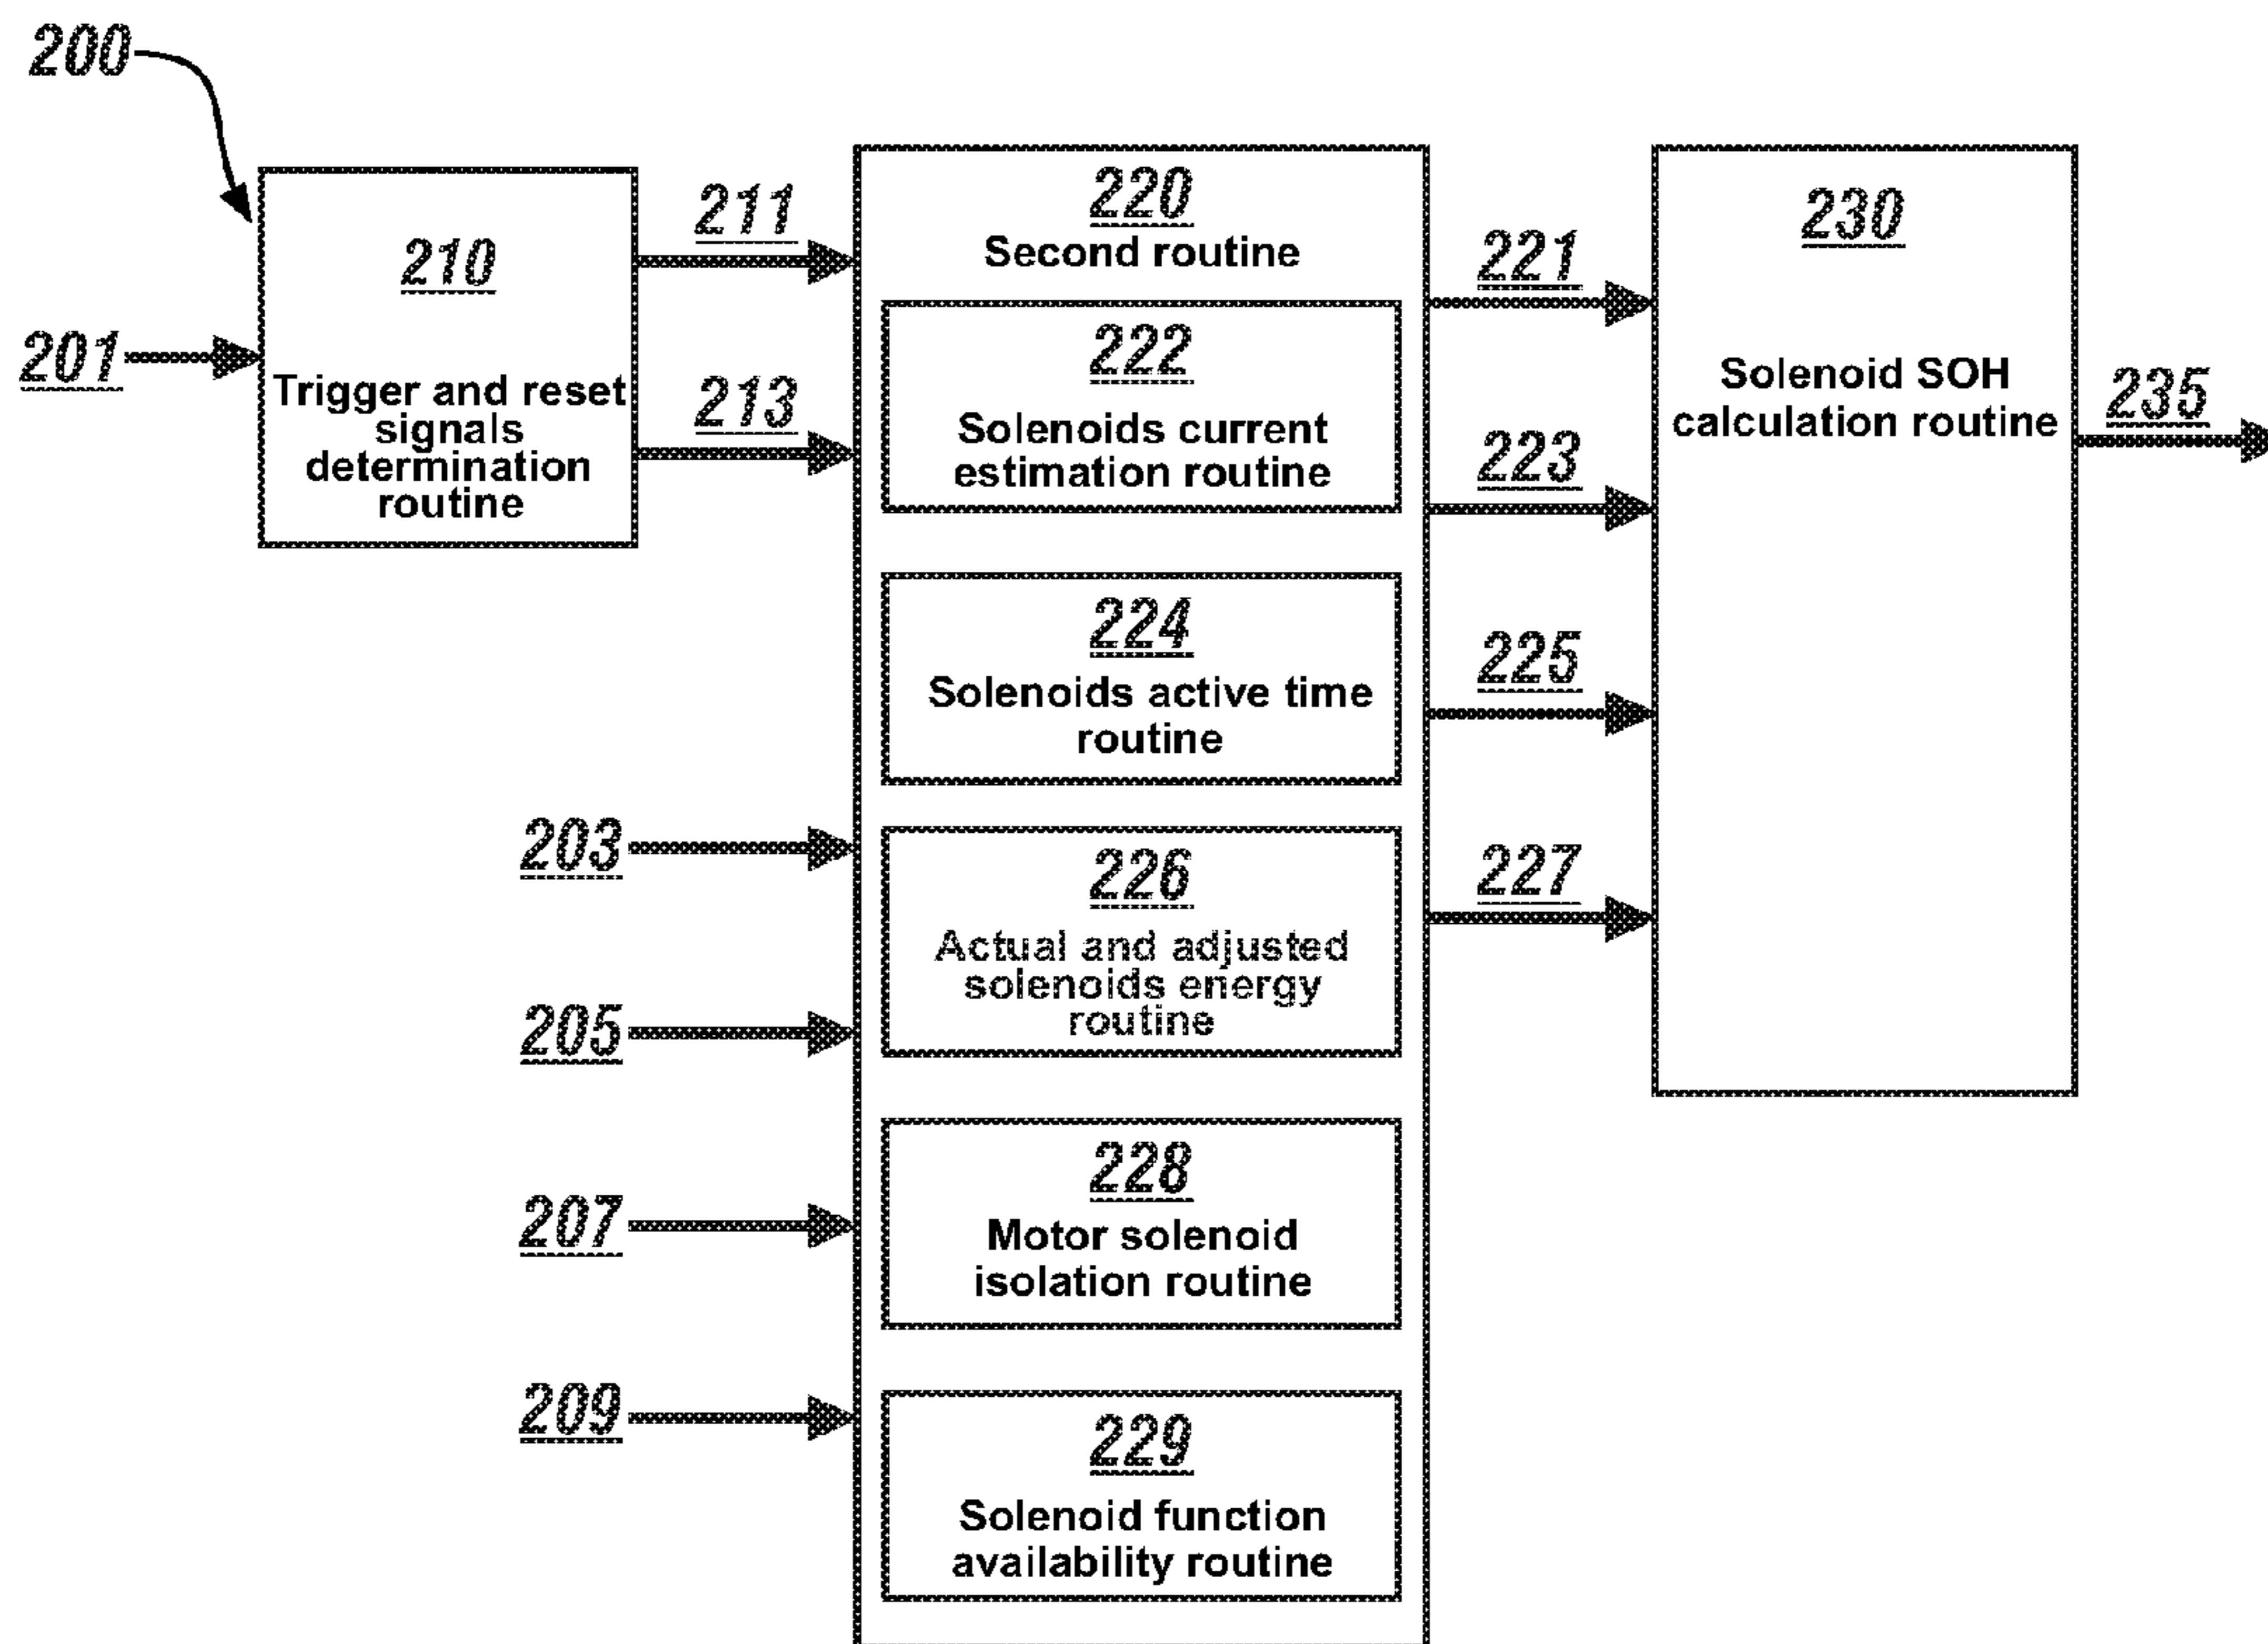 200
201
210
Trigger and reset
signals
determination
routine
211
213
203
205
207
209
220
Second routine
222
Solenoids current
estimation routine
224
Solenoids active time
routine
226
Actual and adjusted
solenoids energy
routine
228
Motor solenoid
isolation routine
229
Solenoid function
availability routine
221
223
225
227
230
Solenoid SOH
calculation routine
235